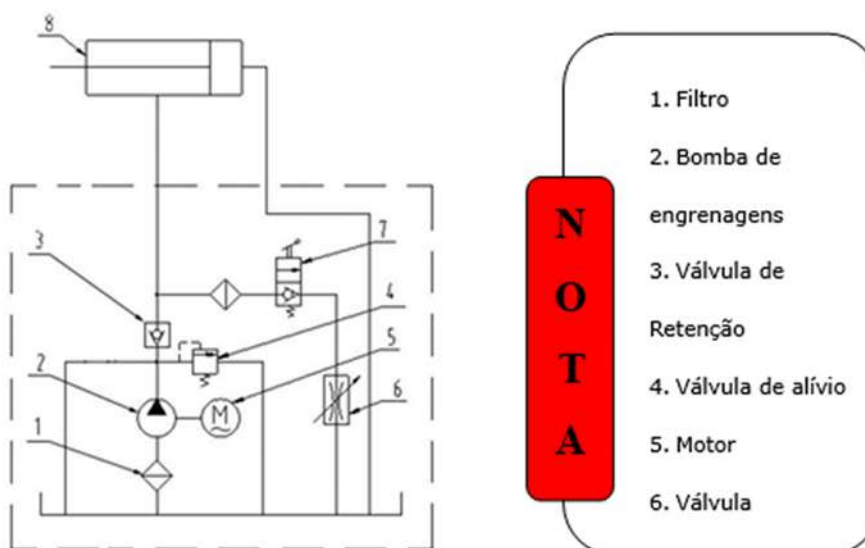 8
7
3
4
5
2
6
1
M
N
O
T
A
1. Filtro
2. Bomba de
engrenagens
3. Válvula de
Retenção
4. Válvula de alívio
5. Motor
6. Válvula